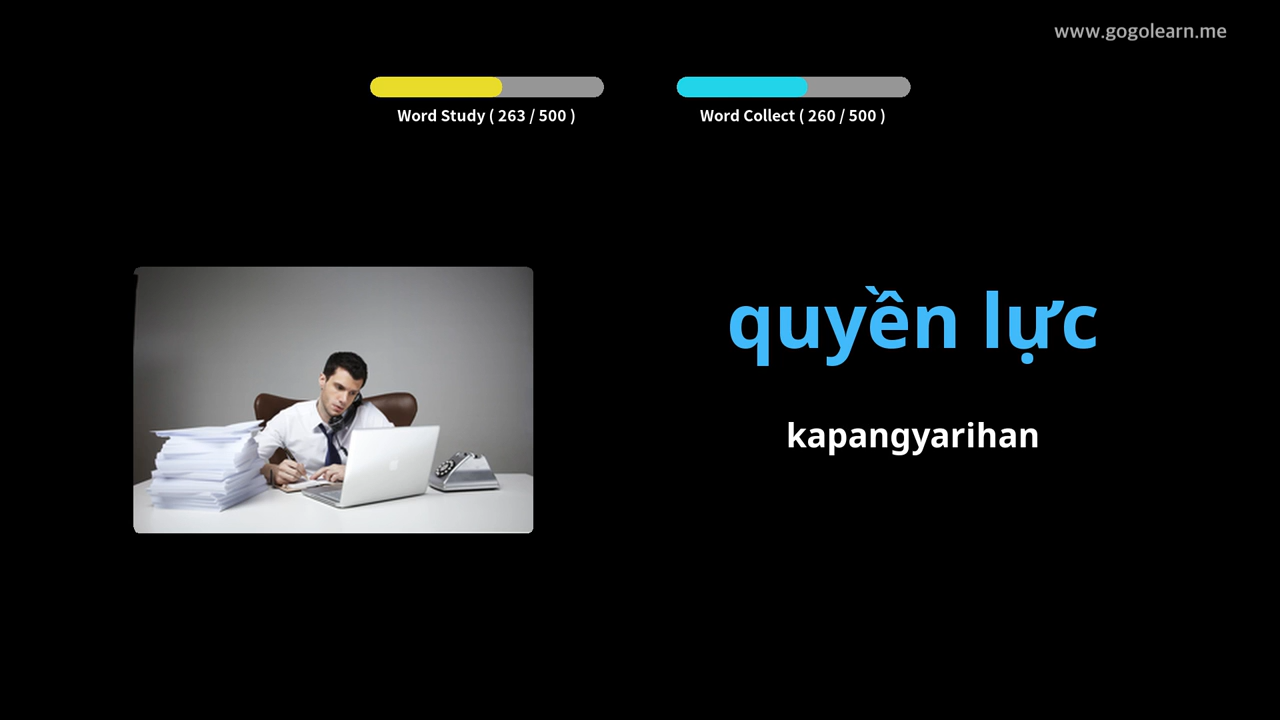 www.gogolearn.me
Word Study ( 263 / 500 )
Word Collect ( 260 / 500 )
quyền lực
kapangyarihan